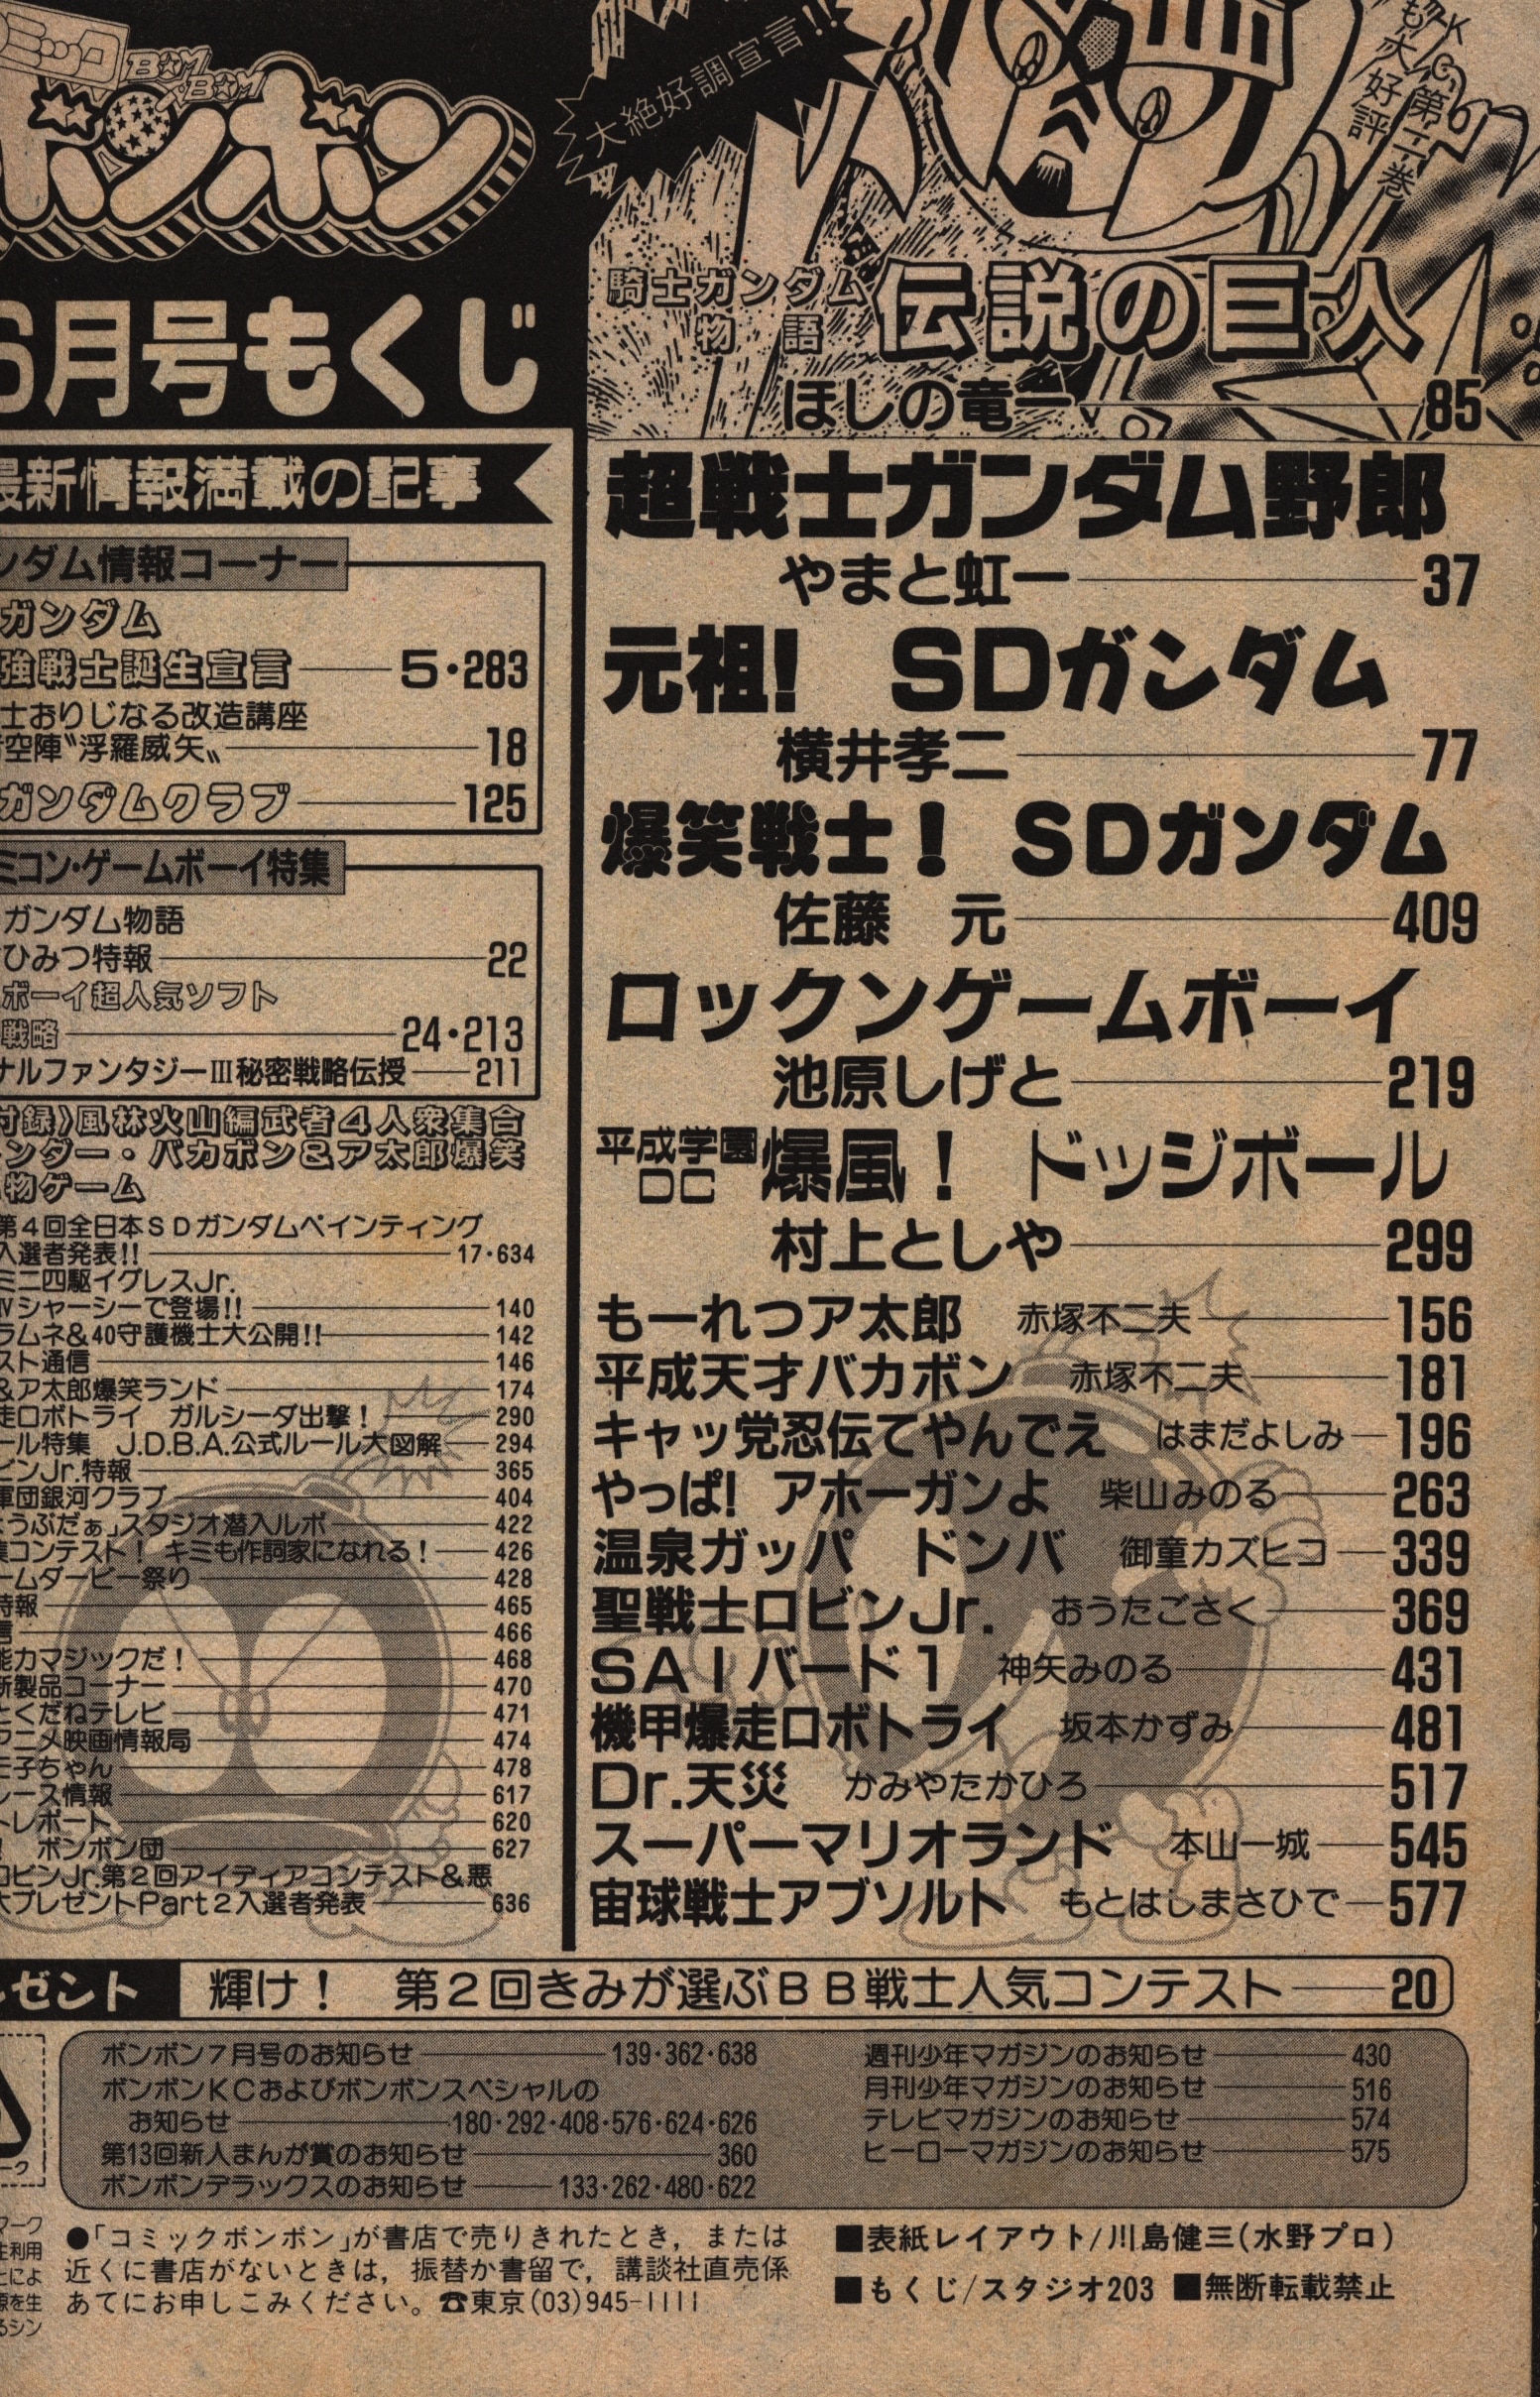 コミック
BOM BOM
ボンボン
6月号もくじ
最新情報満載の記事
ンダム情報コーナー
ガンダム
強戦士誕生宣言 5・283
士おりじなる改造講座
空陣〝浮羅威矢〟 18
ガンダムクラブ 125
ミコン・ゲームボーイ特集
ガンダム物語
ひみつ特報 22
ボーイ超人気ソフト
戦略 24・213
ナルファンタジーⅢ秘密戦略伝授 211
付録〉風林火山編武者4人衆集合
ンダー・バカボン&ア太郎爆笑
物ゲーム
第4回全日本SDガンダムペインティング
入選者発表!! 17・634
ミニ四駆イグレスJr.
Ⅳシャーシーで登場!! 140
ラムネ&40守護機士大公開!! 142
スト通信 146
&ア太郎爆笑ランド 174
走ロボトライ ガルシーダ出撃! 290
ール特集 J.D.B.A.公式ルール大図解 294
ビンJr.特報 365
軍団銀河クラブ 404
ょうぶだぁ」スタジオ潜入ルポ 422
集コンテスト! キミも作詞家になれる! 426
ームダービー祭り 428
特報 465
信 466
能力マジックだ! 468
新製品コーナー 470
とくだねテレビ 471
アニメ映画情報局 474
王子ちゃん 478
レース情報 617
トレポート 620
! ボンボン団 627
ロビンJr.第2回アイディアコンテスト&悪
大プレゼントPart2入選者発表 636
大絶好調宣言!!
KC第二巻
も大好評
騎士ガンダム
物語
伝説の巨人
ほしの竜一 85
超戦士ガンダム野郎
やまと虹一 37
元祖! SDガンダム
横井孝二 77
爆笑戦士! SDガンダム
佐藤 元 409
ロックンゲームボーイ
池原しげと 219
平成学園
DC
爆風! ドッジボール
村上としや 299
もーれつア太郎 赤塚不二夫 156
平成天才バカボン 赤塚不二夫 181
キャッ党忍伝てやんでえ はまだよしみ 196
やっぱ! アホーガンよ 柴山みのる 263
温泉ガッパ ドンバ 御童カズヒコ 339
聖戦士ロビンJr. おうたごさく 369
SAIバード1 神矢みのる 431
機甲爆走ロボトライ 坂本かずみ 481
Dr.天災 かみやたかひろ 517
スーパーマリオランド 本山一城 545
宙球戦士アブソルト もとはしまさひで 577
レゼント 輝け! 第2回きみが選ぶBB戦士人気コンテスト 20
ボンボン7月号のお知らせ 139・362・638
ボンボンKCおよびボンボンスペシャルの
お知らせ 180・292・408・576・624・626
第13回新人まんが賞のお知らせ 360
ボンボンデラックスのお知らせ 133・262・480・622
週刊少年マガジンのお知らせ 430
月刊少年マガジンのお知らせ 516
テレビマガジンのお知らせ 574
ヒーローマガジンのお知らせ 575
ーク
マーク
生利用
とによ
源を生
るシン
●「コミックボンボン」が書店で売りきれたとき，または
近くに書店がないときは，振替か書留で，講談社直売係
あてにお申しこみください。☎東京(03)945-1111
■表紙レイアウト/川島健三(水野プロ)
■もくじ/スタジオ203 ■無断転載禁止